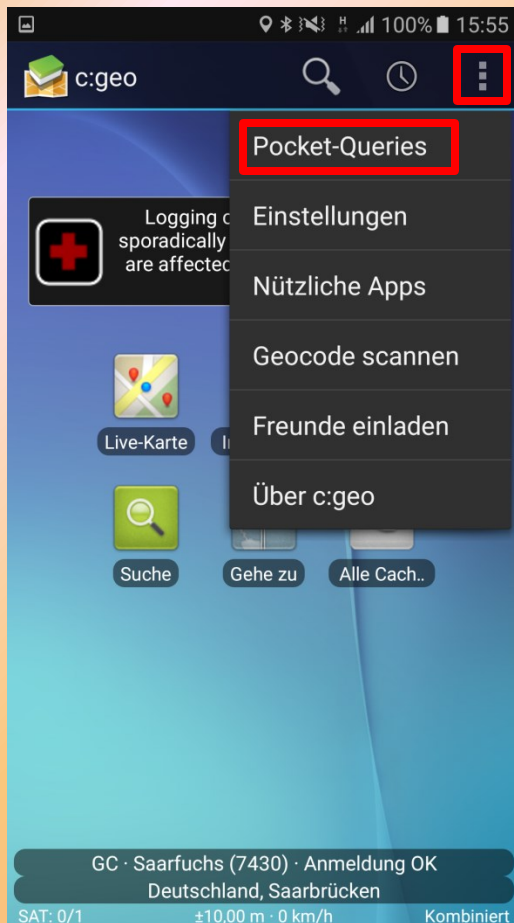 100% 15:55
c:geo
Pocket-Queries
Logging
sporadically
are affected
Einstellungen
Nützliche Apps
Geocode scannen
Freunde einladen
Über c:geo
Live-Karte
Suche
Gehe zu
Alle Cach..
GC · Saarfuchs (7430) · Anmeldung OK
Deutschland, Saarbrücken
SAT: 0/1 ±10,00 m · 0 km/h Kombiniert